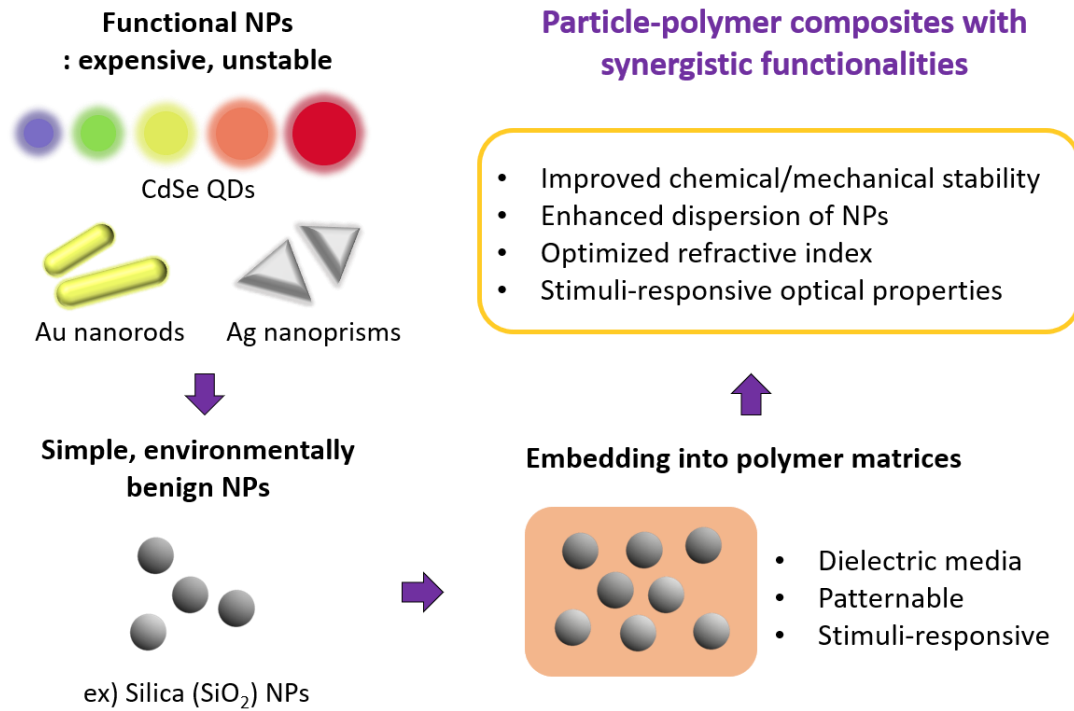 Functional NPs
: expensive, unstable
CdSe QDs
Au nanorods
Ag nanoprisms
Simple, environmentally
benign NPs
ex) Silica (SiO₂) NPs
Embedding into polymer matrices
• Dielectric media
• Patternable
• Stimuli-responsive
Particle-polymer composites with
synergistic functionalities
• Improved chemical/mechanical stability
• Enhanced dispersion of NPs
• Optimized refractive index
• Stimuli-responsive optical properties